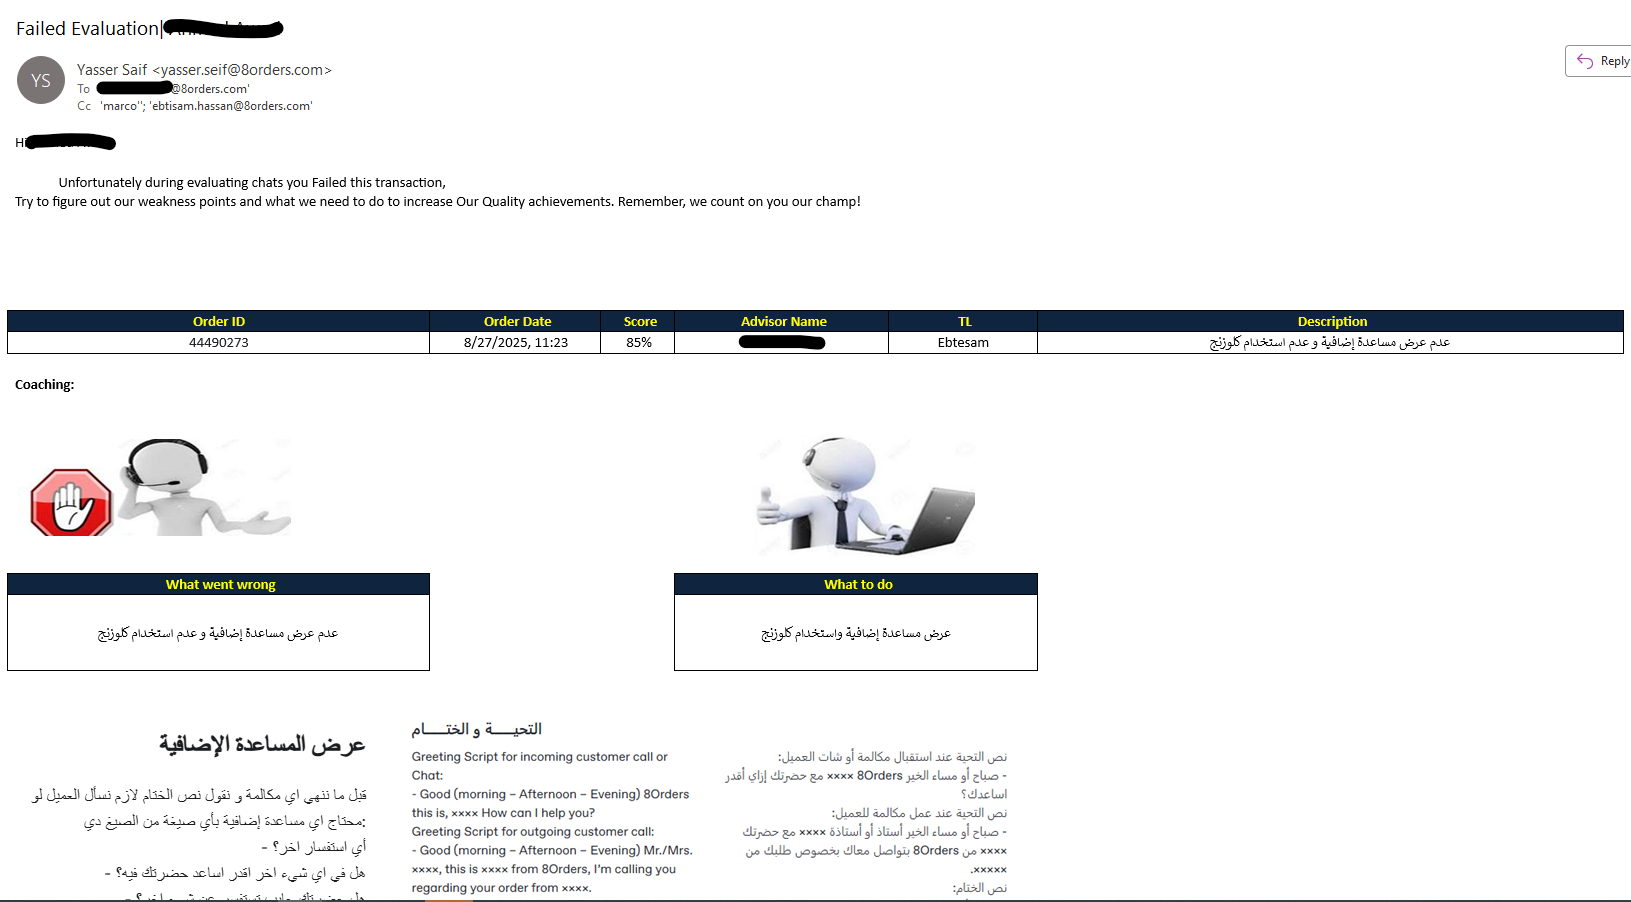 Failed Evaluation|
Reply
YS
Yasser Saif <yasser.seif@8orders.com>
To @8orders.com'
Cc 'marco''; 'ebtisam.hassan@8orders.com'
Hi
Unfortunately during evaluating chats you Failed this transaction,
Try to figure out our weakness points and what we need to do to increase Our Quality achievements. Remember, we count on you our champ!
Order ID Order Date Score Advisor Name TL Description
44490273 8/27/2025, 11:23 85% Ebtesam عدم عرض مساعدة إضافية و عدم استخدام كلوزنج
Coaching:
What went wrong
عدم عرض مساعدة إضافية و عدم استخدام كلوزنج
What to do
عرض مساعدة إضافية واستخدام كلوزنج
عرض المساعدة الإضافية
قبل ما ننهي اي مكالمة و نقول نص الختام لازم نسأل العميل لو
محتاج اي مساعدة إضافية بأي صيغة من الصيغ دي:
أي استفسار اخر؟ -
هل في اي شيء اخر اقدر اساعد حضرتك فيه؟ -
التحيـــــة و الختـــــام
Greeting Script for incoming customer call or
Chat:
- Good (morning – Afternoon – Evening) 8Orders
this is, xxxx How can I help you?
Greeting Script for outgoing customer call:
- Good (morning – Afternoon – Evening) Mr./Mrs.
xxxx, this is xxxx from 8Orders, I'm calling you
regarding your order from xxxx.
نص التحية عند استقبال مكالمة أو شات العميل:
- صباح أو مساء الخير 8Orders xxxx مع حضرتك إزاي أقدر
اساعدك؟
نص التحية عند عمل مكالمة للعميل:
- صباح أو مساء الخير أستاذ أو أستاذة xxxx مع حضرتك
xxxx من 8Orders بتواصل معاك بخصوص طلبك من
xxxxx.
نص الختام: